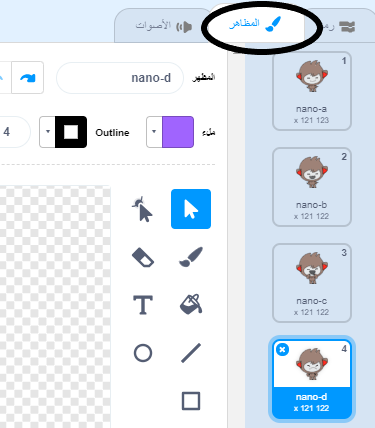 رم
المظاهر
الأصوات
المظهر
nano-d
ملء
Outline
4
1
nano-a
123 x 121
2
nano-b
122 x 121
3
nano-c
122 x 121
4
nano-d
122 x 121